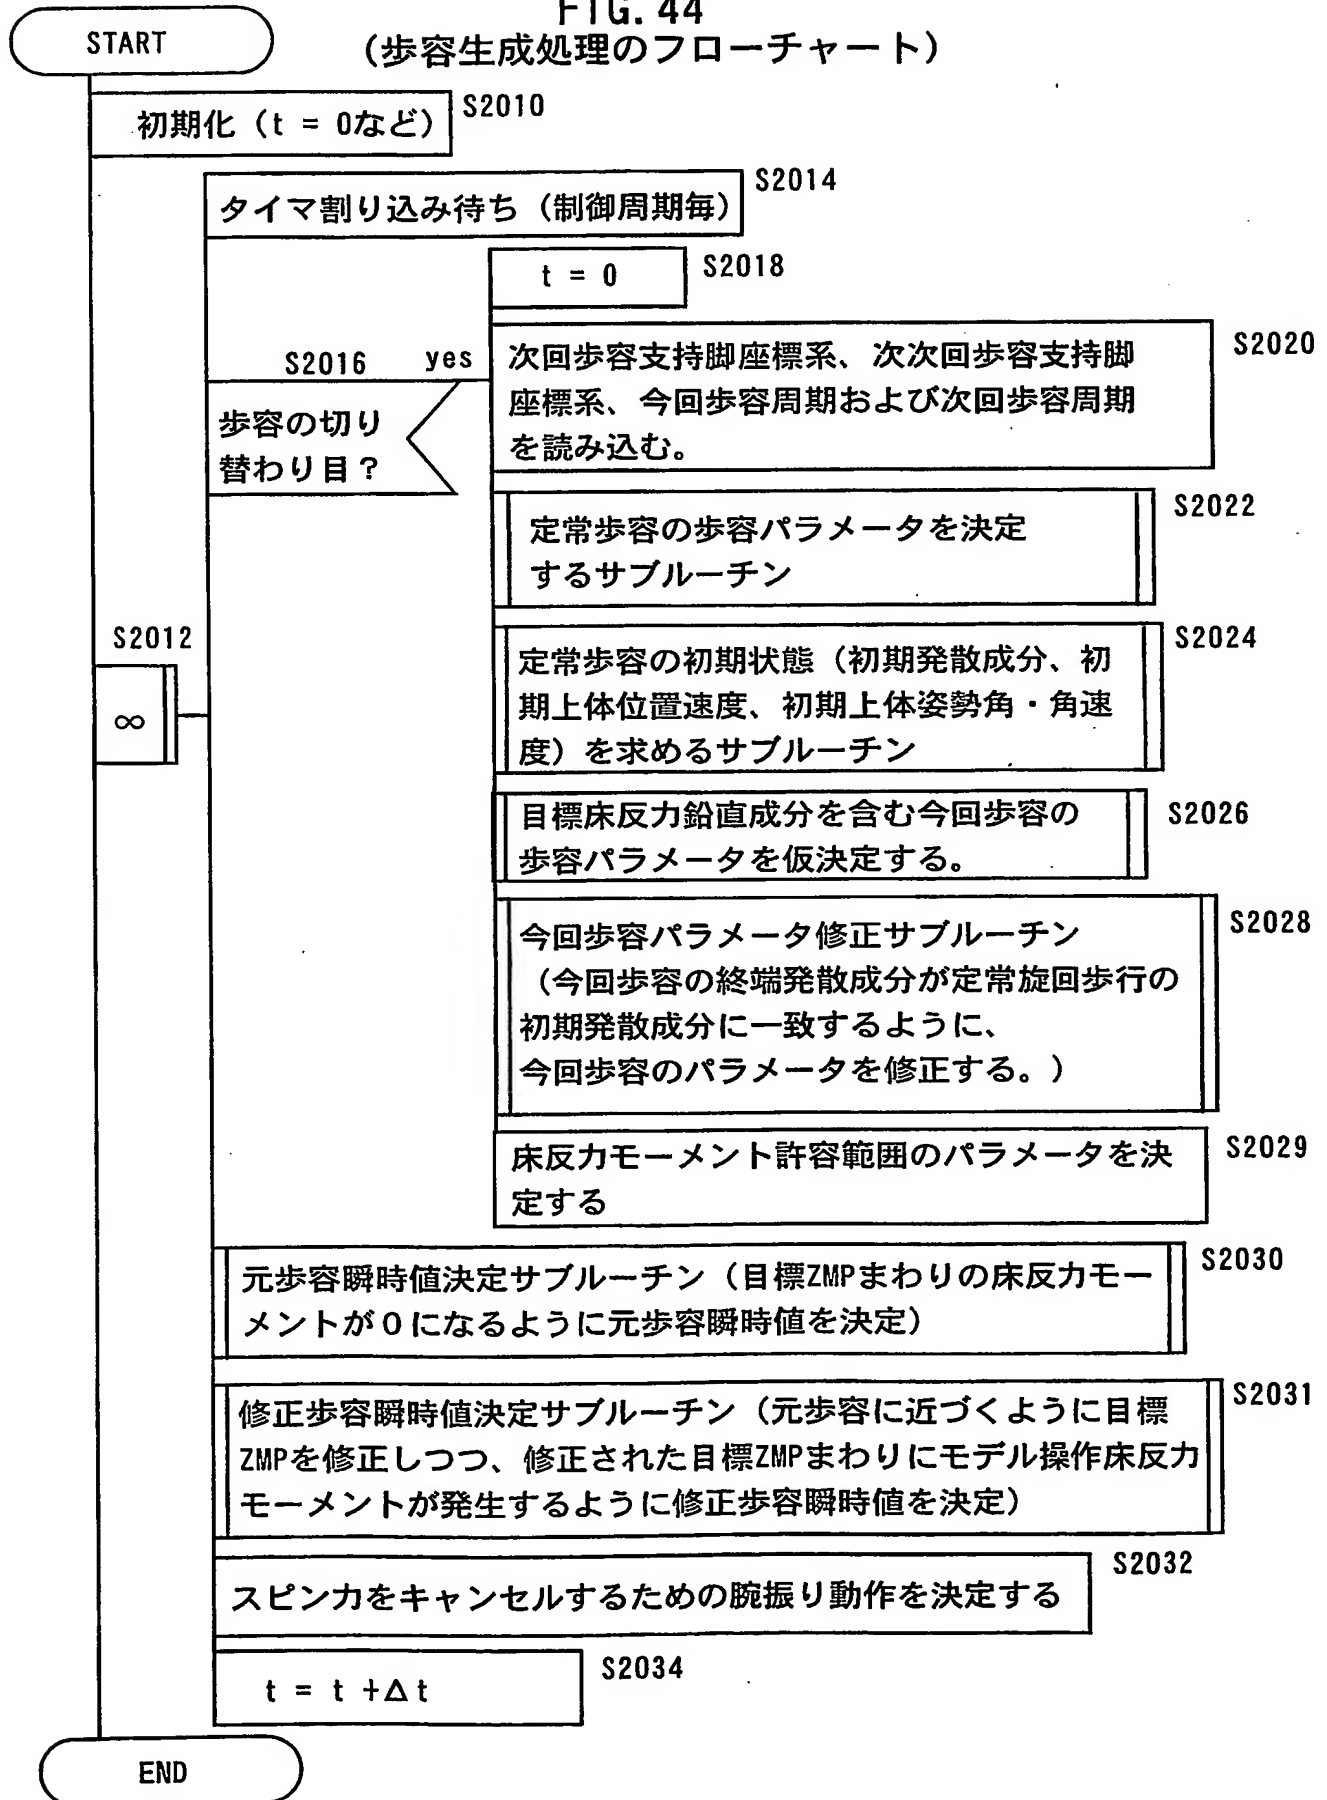 FIG. 44
START
(歩容生成処理のフローチャート)
S2010
初期化(t = 0など)
S2014
タイマ割り込み待ち(制御周期毎)
S2018
t = 0
S2016
yes
歩容の切り
替わり目?
S2020
次回歩容支持脚座標系、次次回歩容支持脚
座標系、今回歩容周期および次回歩容周期
を読み込む。
S2022
定常歩容の歩容パラメータを決定
するサブルーチン
S2012
∞
S2024
定常歩容の初期状態(初期発散成分、初
期上体位置速度、初期上体姿勢角・角速
度)を求めるサブルーチン
S2026
目標床反力鉛直成分を含む今回歩容の
歩容パラメータを仮決定する。
S2028
今回歩容パラメータ修正サブルーチン
(今回歩容の終端発散成分が定常旋回歩行の
初期発散成分に一致するように、
今回歩容のパラメータを修正する。)
S2029
床反力モーメント許容範囲のパラメータを決
定する
S2030
元歩容瞬時値決定サブルーチン(目標ZMPまわりの床反力モー
メントが0になるように元歩容瞬時値を決定)
S2031
修正歩容瞬時値決定サブルーチン(元歩容に近づくように目標
ZMPを修正しつつ、修正された目標ZMPまわりにモデル操作床反力
モーメントが発生するように修正歩容瞬時値を決定)
S2032
スピン力をキャンセルするための腕振り動作を決定する
S2034
t = t +Δt
END